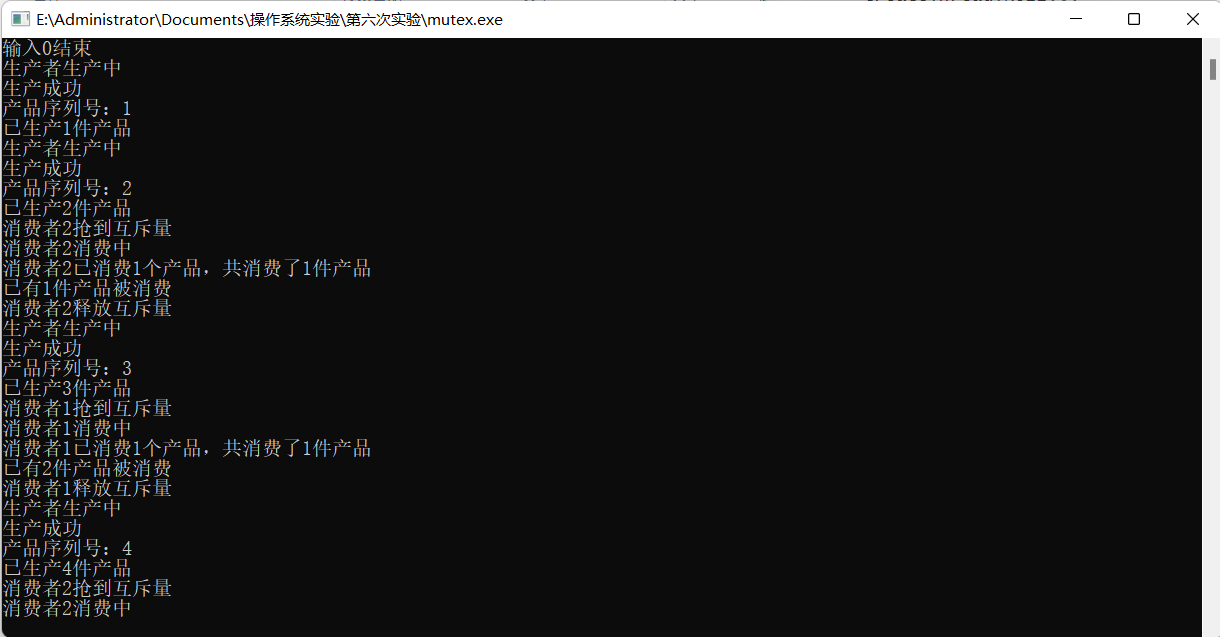 E:\Administrator\Documents\操作系统实验\第六次实验\mutex.exe
输入0结束
生产者生产中
生产成功
产品序列号：1
已生产1件产品
生产者生产中
生产成功
产品序列号：2
已生产2件产品
消费者2抢到互斥量
消费者2消费中
消费者2已消费1个产品，共消费了1件产品
已有1件产品被消费
消费者2释放互斥量
生产者生产中
生产成功
产品序列号：3
已生产3件产品
消费者1抢到互斥量
消费者1消费中
消费者1已消费1个产品，共消费了1件产品
已有2件产品被消费
消费者1释放互斥量
生产者生产中
生产成功
产品序列号：4
已生产4件产品
消费者2抢到互斥量
消费者2消费中